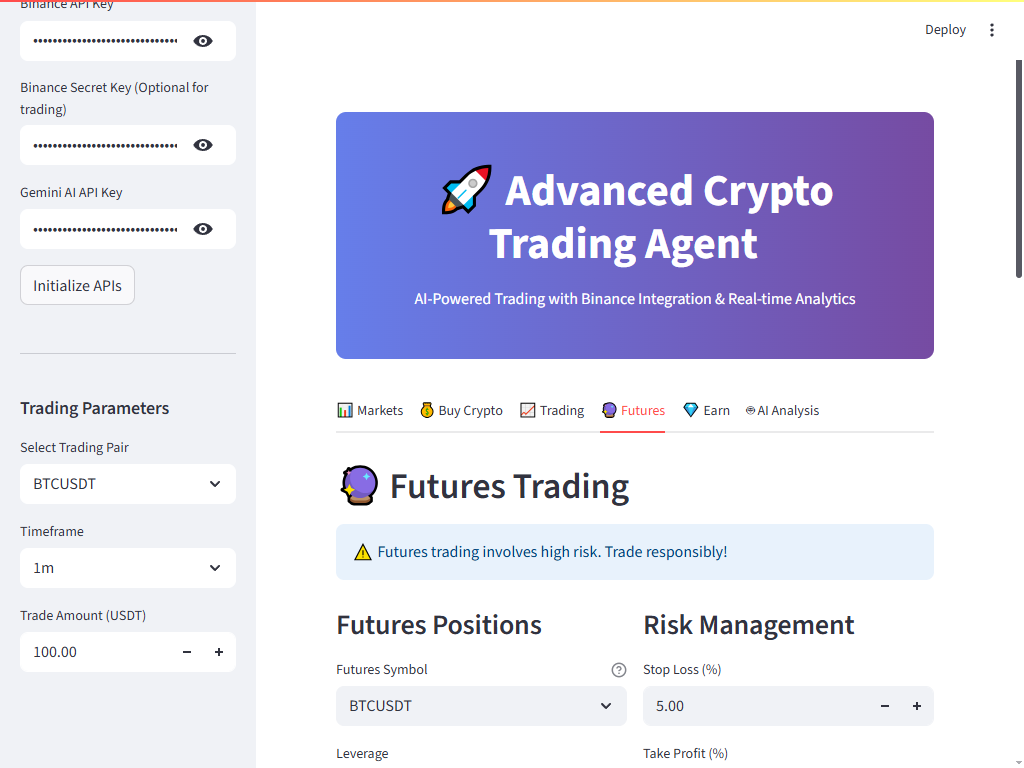 Binance API Key
••••••••••••••••••••••••••••••
Binance Secret Key (Optional for
trading)
••••••••••••••••••••••••••••••
Gemini AI API Key
••••••••••••••••••••••••••••••
Initialize APIs
Trading Parameters
Select Trading Pair
BTCUSDT
Timeframe
1m
Trade Amount (USDT)
100.00 − +
Deploy
🚀 Advanced Crypto
Trading Agent
AI-Powered Trading with Binance Integration & Real-time Analytics
📊 Markets 💰 Buy Crypto 📈 Trading 🔮 Futures 💎 Earn AI Analysis
🔮 Futures Trading
⚠️ Futures trading involves high risk. Trade responsibly!
Futures Positions
Futures Symbol
BTCUSDT
Leverage
Risk Management
Stop Loss (%)
5.00 − +
Take Profit (%)